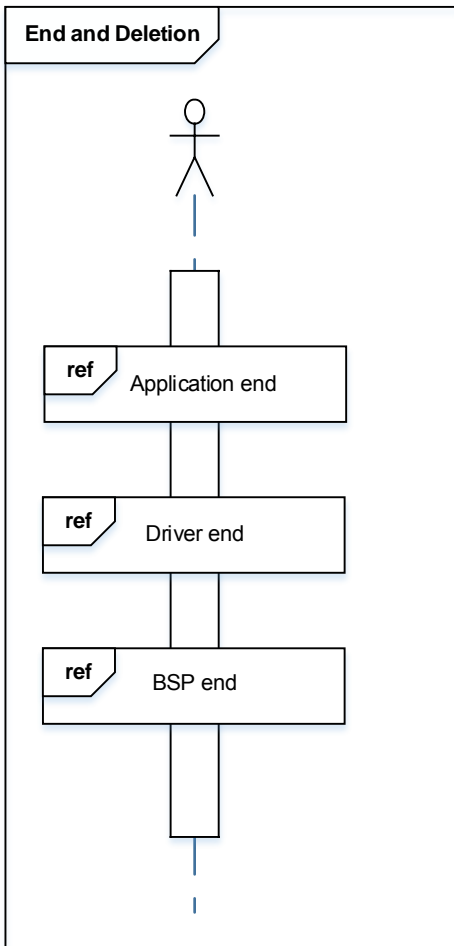 End and Deletion
ref
Application end
ref
Driver end
ref
BSP end